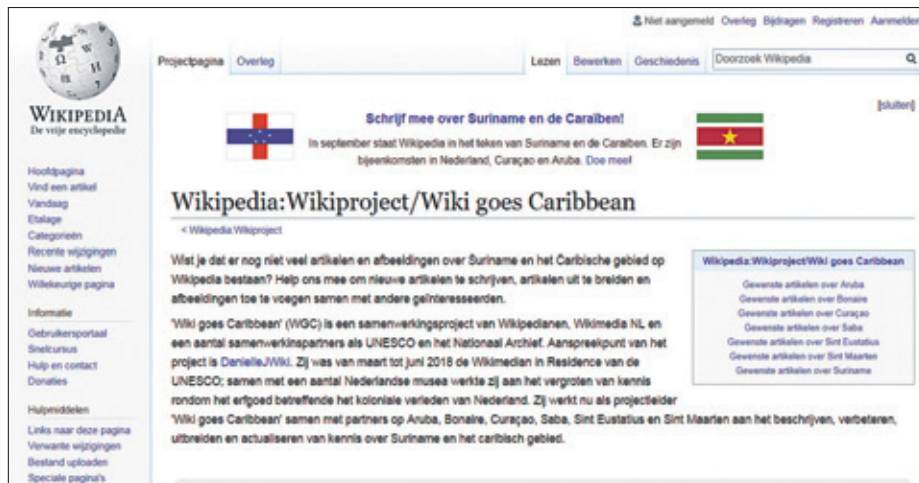 Niet aangemeld Overleg Bijdragen Registreren Aanmelden
Projectpagina Overleg Lezen Bewerken Geschiedenis Doorzoek Wikipedia
WIKIPEDIA
De vrije encyclopedie
[sluiten]
Schrijf mee over Suriname en de Caraïben!
In september staat Wikipedia in het teken van Suriname en de Caraïben. Er zijn
bijeenkomsten in Nederland, Curaçao en Aruba. Doe mee!
Hoofdpagina
Vind een artikel
Vandaag
Etalage
Categorieën
Recente wijzigingen
Nieuwe artikelen
Willekeurige pagina
Informatie
Gebruikersportaal
Snelcursus
Hulp en contact
Donaties
Hulpmiddelen
Links naar deze pagina
Verwante wijzigingen
Bestand uploaden
Speciale pagina's
Wikipedia:Wikiproject/Wiki goes Caribbean
< Wikipedia:Wikiproject
Wist je dat er nog niet veel artikelen en afbeeldingen over Suriname en het Caribische gebied op
Wikipedia bestaan? Help ons mee om nieuwe artikelen te schrijven, artikelen uit te breiden en
afbeeldingen toe te voegen samen met andere geïnteresseerden.
'Wiki goes Caribbean' (WGC) is een samenwerkingsproject van Wikipedianen, Wikimedia NL en
een aantal samenwerkingspartners als UNESCO en het Nationaal Archief. Aanspreekpunt van het
project is DanielleJWiki. Zij was van maart tot juni 2018 de Wikimedian in Residence van de
UNESCO; samen met een aantal Nederlandse musea werkte zij aan het vergroten van kennis
rondom het erfgoed betreffende het koloniale verleden van Nederland. Zij werkt nu als projectleider
'Wiki goes Caribbean' samen met partners op Aruba, Bonaire, Curaçao, Saba, Sint Eustatius en Sint Maarten aan het beschrijven, verbeteren,
uitbreiden en actualiseren van kennis over Suriname en het caribisch gebied.
Wikipedia:Wikiproject/Wiki goes Caribbean
Gewenste artikelen over Aruba
Gewenste artikelen over Bonaire
Gewenste artikelen over Curaçao
Gewenste artikelen over Saba
Gewenste artikelen over Sint Eustatius
Gewenste artikelen over Sint Maarten
Gewenste artikelen over Suriname